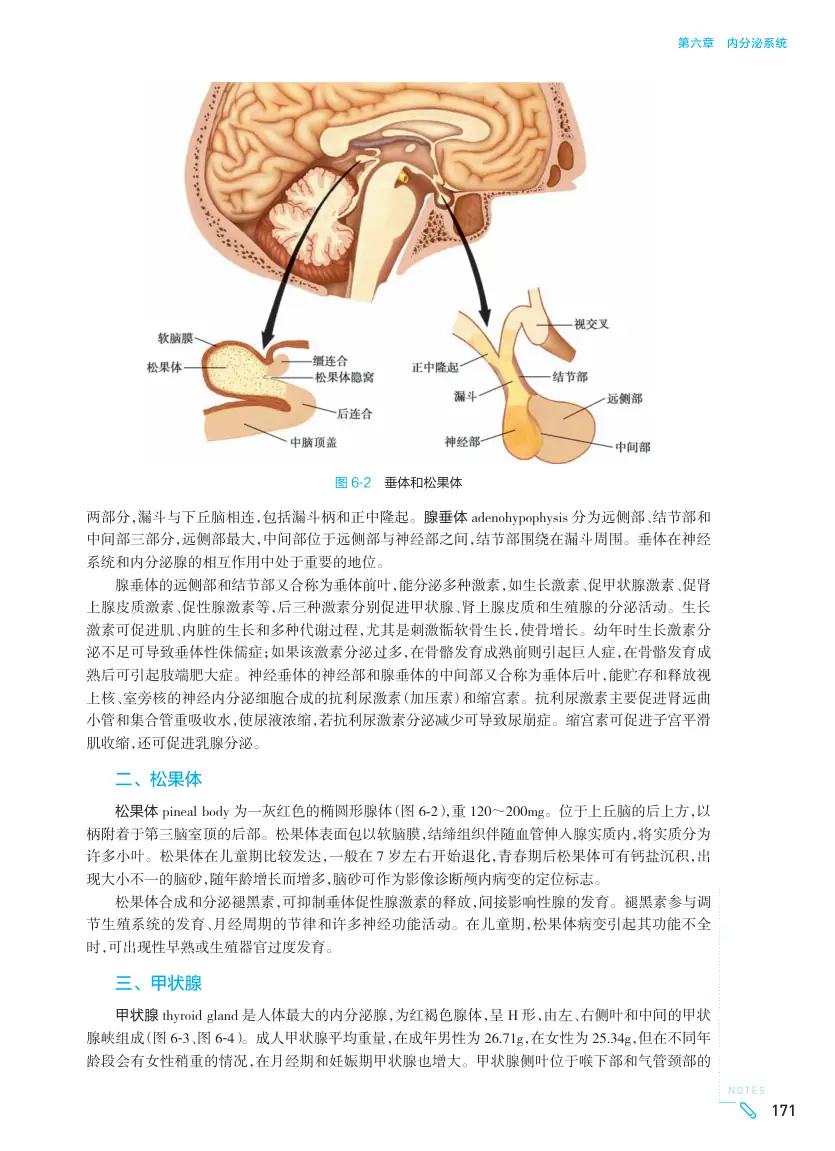 第六章 内分泌系统
软脑膜
松果体
缰连合
松果体隐窝
后连合
中脑顶盖
视交叉
正中隆起
结节部
漏斗
远侧部
神经部
中间部
图 6-2 垂体和松果体
两部分,漏斗与下丘脑相连,包括漏斗柄和正中隆起。腺垂体 adenohypophysis 分为远侧部、结节部和
中间部三部分,远侧部最大,中间部位于远侧部与神经部之间,结节部围绕在漏斗周围。垂体在神经
系统和内分泌腺的相互作用中处于重要的地位。
腺垂体的远侧部和结节部又合称为垂体前叶,能分泌多种激素,如生长激素、促甲状腺激素、促肾
上腺皮质激素、促性腺激素等,后三种激素分别促进甲状腺、肾上腺皮质和生殖腺的分泌活动。生长
激素可促进肌、内脏的生长和多种代谢过程,尤其是刺激骺软骨生长,使骨增长。幼年时生长激素分
泌不足可导致垂体性侏儒症;如果该激素分泌过多,在骨骼发育成熟前则引起巨人症,在骨骼发育成
熟后可引起肢端肥大症。神经垂体的神经部和腺垂体的中间部又合称为垂体后叶,能贮存和释放视
上核、室旁核的神经内分泌细胞合成的抗利尿激素(加压素)和缩宫素。抗利尿激素主要促进肾远曲
小管和集合管重吸收水,使尿液浓缩,若抗利尿激素分泌减少可导致尿崩症。缩宫素可促进子宫平滑
肌收缩,还可促进乳腺分泌。
二、松果体
松果体 pineal body 为一灰红色的椭圆形腺体(图 6-2),重 120～200mg。位于上丘脑的后上方,以
柄附着于第三脑室顶的后部。松果体表面包以软脑膜,结缔组织伴随血管伸入腺实质内,将实质分为
许多小叶。松果体在儿童期比较发达,一般在 7 岁左右开始退化,青春期后松果体可有钙盐沉积,出
现大小不一的脑砂,随年龄增长而增多,脑砂可作为影像诊断颅内病变的定位标志。
松果体合成和分泌褪黑素,可抑制垂体促性腺激素的释放,间接影响性腺的发育。褪黑素参与调
节生殖系统的发育、月经周期的节律和许多神经功能活动。在儿童期,松果体病变引起其功能不全
时,可出现性早熟或生殖器官过度发育。
三、甲状腺
甲状腺 thyroid gland 是人体最大的内分泌腺,为红褐色腺体,呈 H 形,由左、右侧叶和中间的甲状
腺峡组成(图 6-3、图 6-4)。成人甲状腺平均重量,在成年男性为 26.71g,在女性为 25.34g,但在不同年
龄段会有女性稍重的情况,在月经期和妊娠期甲状腺也增大。甲状腺侧叶位于喉下部和气管颈部的
NOTES
171